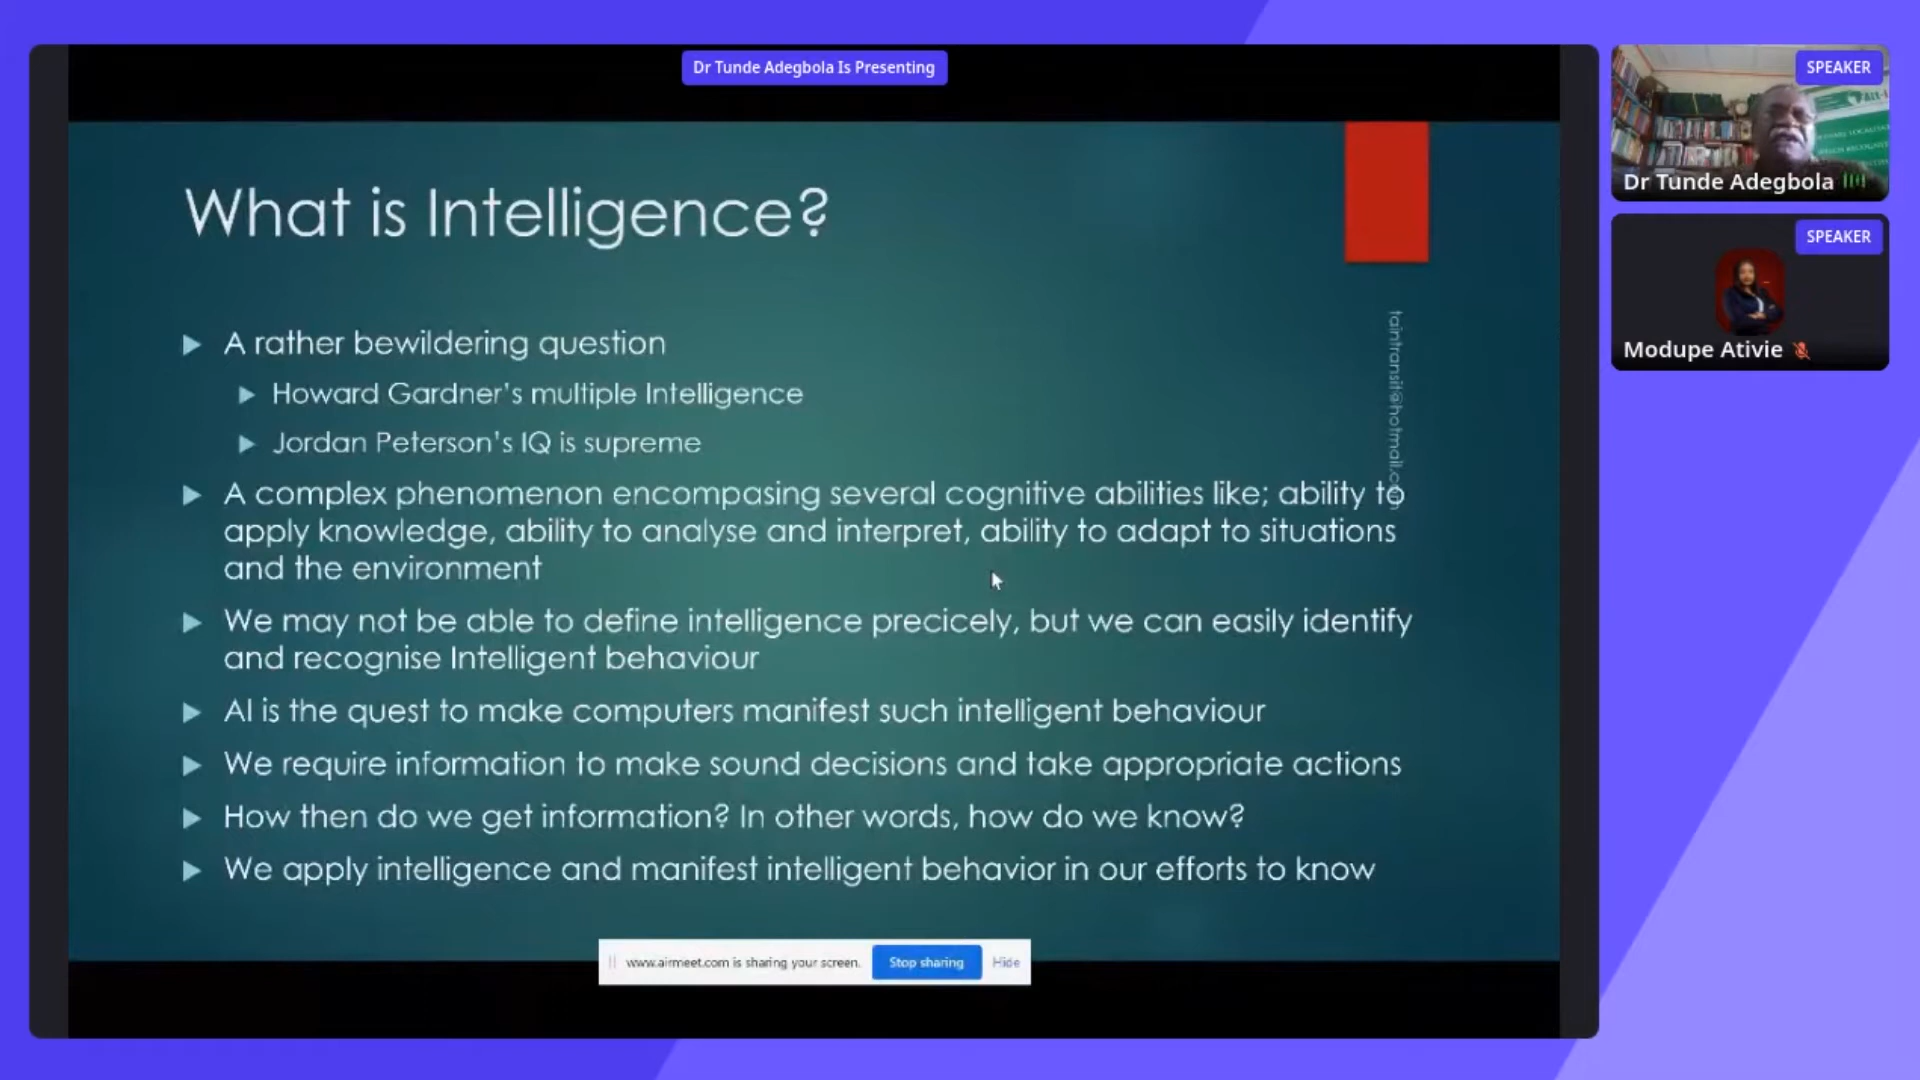 Dr Tunde Adegbola Is Presenting
What is Intelligence?
A rather bewildering question
Howard Gardner's multiple Intelligence
Jordan Peterson's IQ is supreme
A complex phenomenon encompasing several cognitive abilities like; ability to
apply knowledge, ability to analyse and interpret, ability to adapt to situations
and the environment
We may not be able to define intelligence precicely, but we can easily identify
and recognise Intelligent behaviour
AI is the quest to make computers manifest such intelligent behaviour
We require information to make sound decisions and take appropriate actions
How then do we get information? In other words, how do we know?
We apply intelligence and manifest intelligent behavior in our efforts to know
taintransit@hotmail.com
www.airmeet.com is sharing your screen.
Stop sharing
Hide
SPEAKER
Dr Tunde Adegbola
SPEAKER
Modupe Ativie